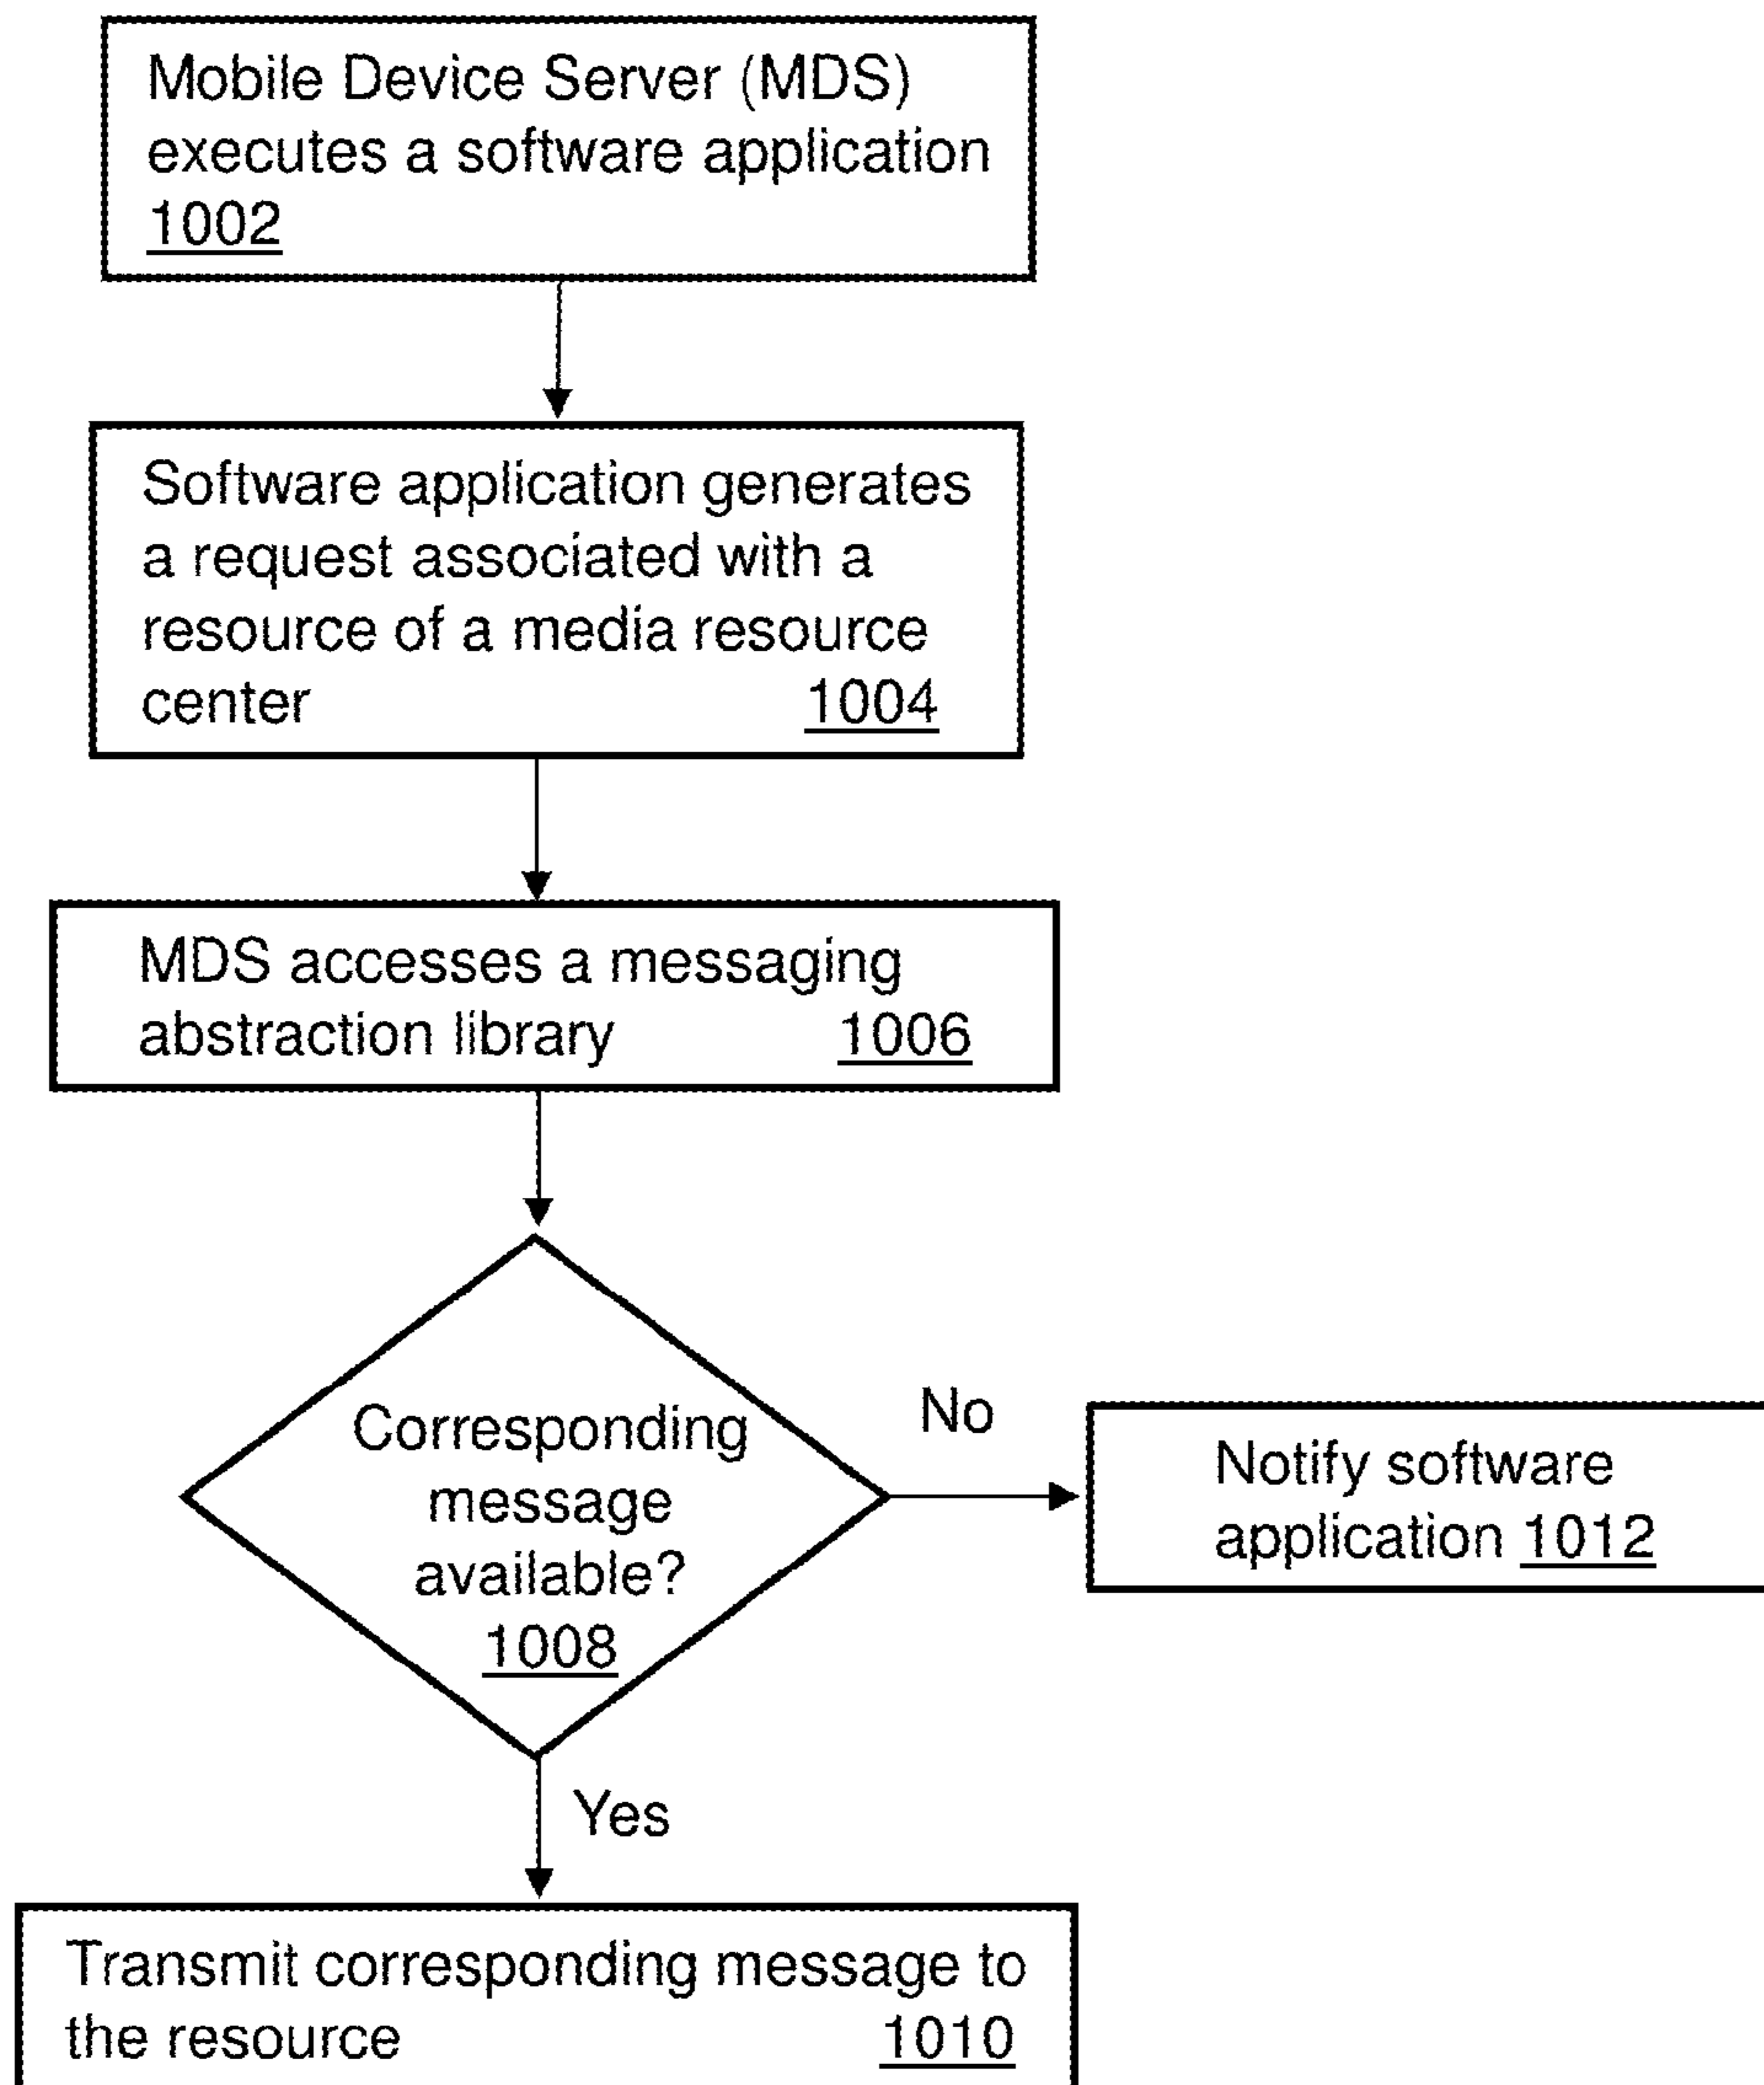 Mobile Device Server (MDS)
executes a software application
1002
Software application generates
a request associated with a
resource of a media resource
center 1004
MDS accesses a messaging
abstraction library 1006
Corresponding
message
available?
1008
No
Notify software
application 1012
Yes
Transmit corresponding message to
the resource 1010